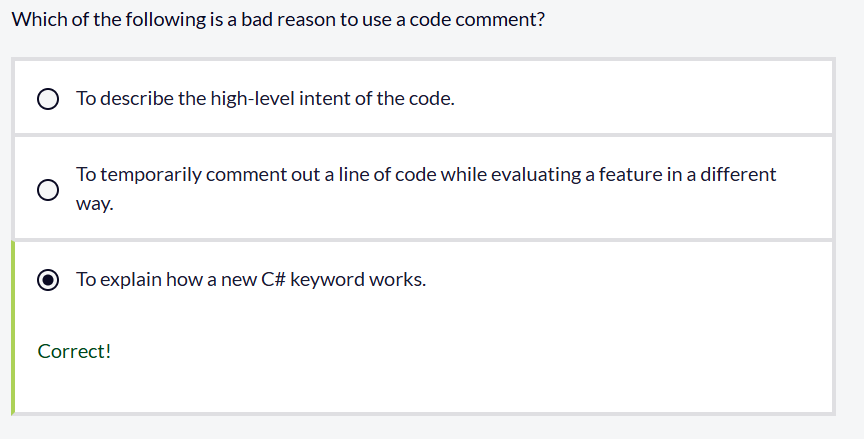 Which of the following is a bad reason to use a code comment?
To describe the high-level intent of the code.
To temporarily comment out a line of code while evaluating a feature in a different
way.
To explain how a new C# keyword works.
Correct!